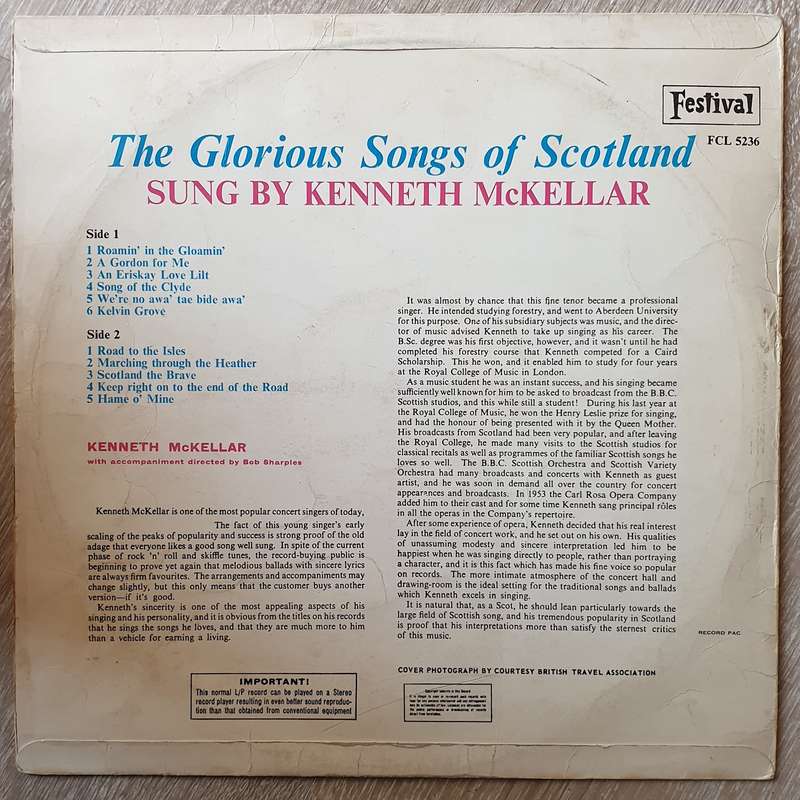 Festival
FCL 5236
The Glorious Songs of Scotland
SUNG BY KENNETH McKELLAR
Side 1
1 Roamin' in the Gloamin'
2 A Gordon for Me
3 An Eriskay Love Lilt
4 Song of the Clyde
5 We're no awa' tae bide awa'
6 Kelvin Grove
Side 2
1 Road to the Isles
2 Marching through the Heather
3 Scotland the Brave
4 Keep right on to the end of the Road
5 Hame o' Mine
KENNETH McKELLAR
with accompaniment directed by Bob Sharples
Kenneth McKellar is one of the most popular concert singers of today,
The fact of this young singer's early
scaling of the peaks of popularity and success is strong proof of the old
adage that everyone likes a good song well sung. In spite of the current
phase of rock 'n' roll and skiffle tunes, the record-buying public is
beginning to prove yet again that melodious ballads with sincere lyrics
are always firm favourites. The arrangements and accompaniments may
change slightly, but this only means that the customer buys another
version—if it's good.
Kenneth's sincerity is one of the most appealing aspects of his
singing and his personality, and it is obvious from the titles on his records
that he sings the songs he loves, and that they are much more to him
than a vehicle for earning a living.
It was almost by chance that this fine tenor became a professional
singer. He intended studying forestry, and went to Aberdeen University
for this purpose. One of his subsidiary subjects was music, and the direc-
tor of music advised Kenneth to take up singing as his career. The
B.Sc. degree was his first objective, however, and it wasn't until he had
completed his forestry course that Kenneth competed for a Caird
Scholarship. This he won, and it enabled him to study for four years
at the Royal College of Music in London.
As a music student he was an instant success, and his singing became
sufficiently well known for him to be asked to broadcast from the B.B.C.
Scottish studios, and this while still a student! During his last year at
the Royal College of Music, he won the Henry Leslie prize for singing,
and had the honour of being presented with it by the Queen Mother.
His broadcasts from Scotland had been very popular, and after leaving
the Royal College, he made many visits to the Scottish studios for
classical recitals as well as programmes of the familiar Scottish songs he
loves so well. The B.B.C. Scottish Orchestra and Scottish Variety
Orchestra had many broadcasts and concerts with Kenneth as guest
artist, and he was soon in demand all over the country for concert
appearances and broadcasts. In 1953 the Carl Rosa Opera Company
added him to their cast and for some time Kenneth sang principal rôles
in all the operas in the Company's repertoire.
After some experience of opera, Kenneth decided that his real interest
lay in the field of concert work, and he set out on his own. His qualities
of unassuming modesty and sincere interpretation led him to be
happiest when he was singing directly to people, rather than portraying
a character, and it is this fact which has made his fine voice so popular
on records. The more intimate atmosphere of the concert hall and
drawing-room is the ideal setting for the traditional songs and ballads
which Kenneth excels in singing.
It is natural that, as a Scot, he should lean particularly towards the
large field of Scottish song, and his tremendous popularity in Scotland
is proof that his interpretations more than satisfy the sternest critics
of this music.
RECORD PAC
COVER PHOTOGRAPH BY COURTESY BRITISH TRAVEL ASSOCIATION
IMPORTANT!
This normal L/P record can be played on a Stereo
record player resulting in even better sound reproduc-
tion than that obtained from conventional equipment